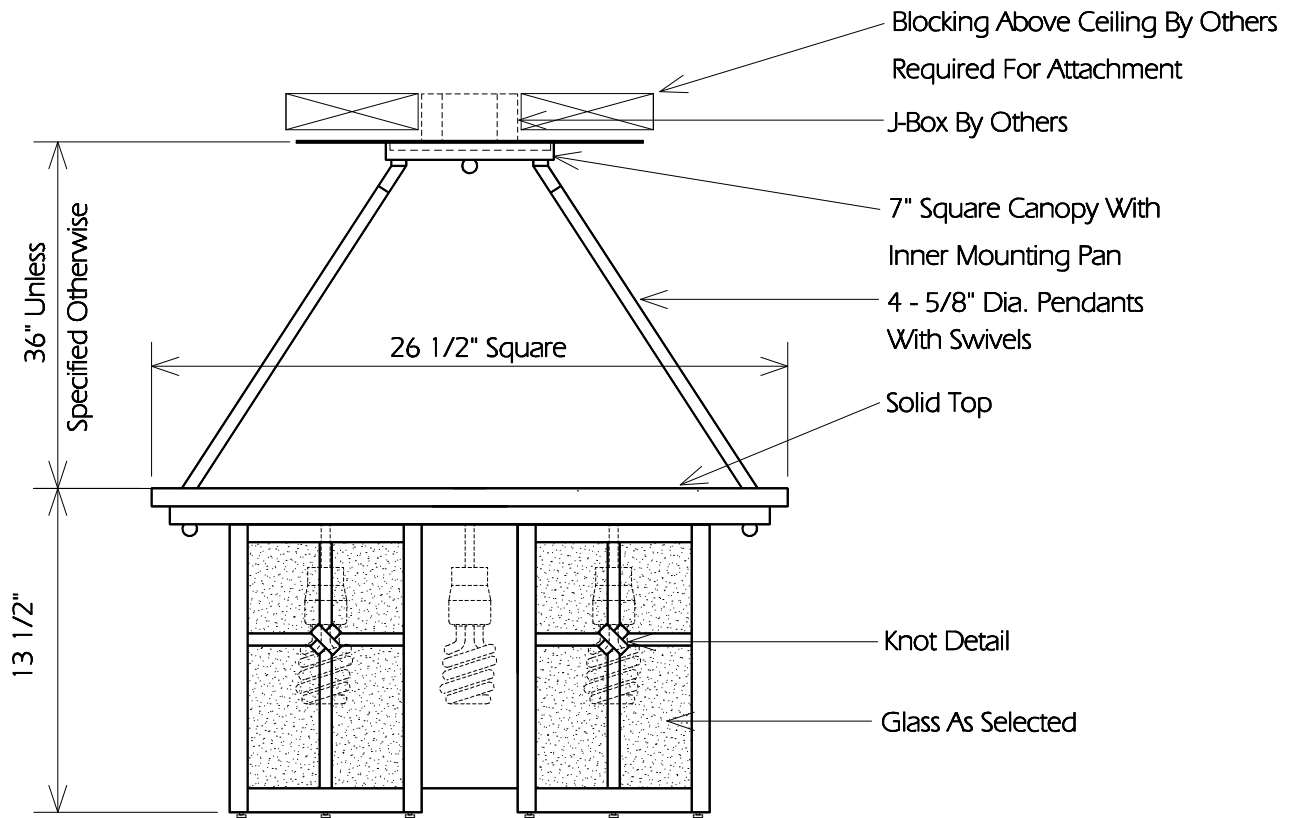 Blocking Above Ceiling By Others
Required For Attachment
J-Box By Others
7" Square Canopy With
Inner Mounting Pan
4 - 5/8" Dia. Pendants
With Swivels
36" Unless
Specified Otherwise
26 1/2" Square
Solid Top
13 1/2"
Knot Detail
Glass As Selected